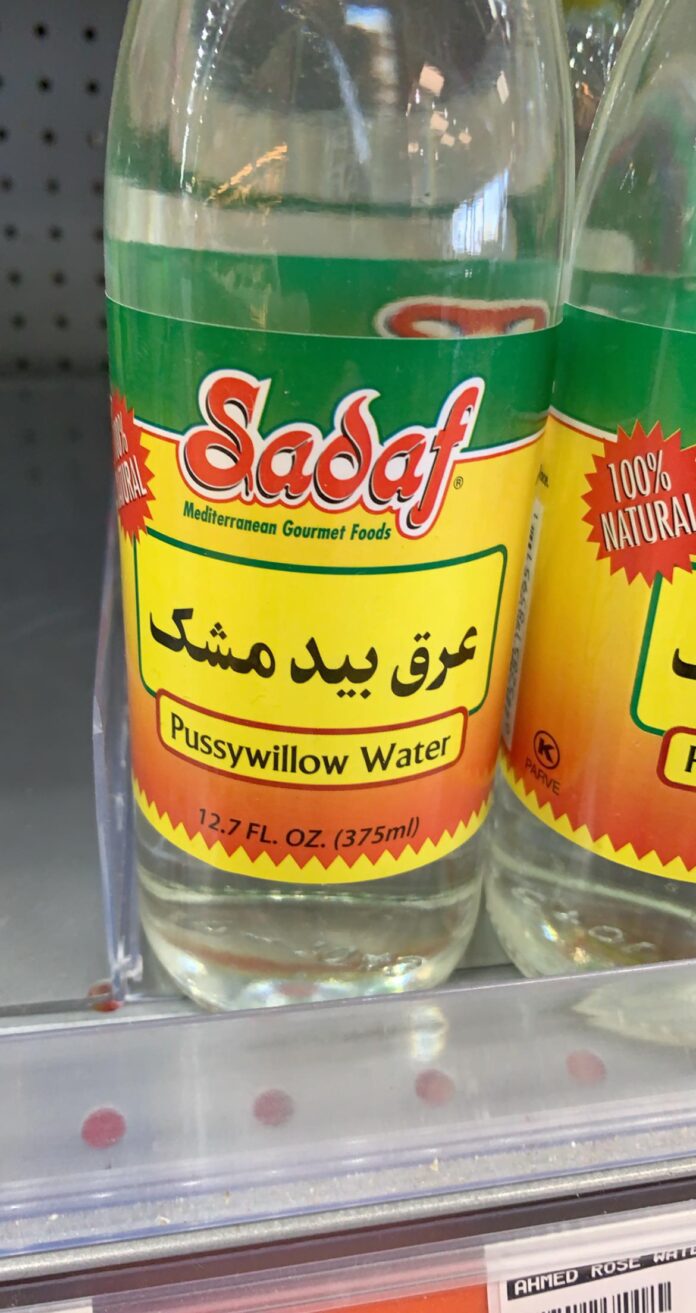 Sadaf®
Mediterranean Gourmet Foods
عرق بید مشک
Pussywillow Water
12.7 FL. OZ. (375ml)
100%
NATURAL
K
PARVE
AHMED ROSE WATE